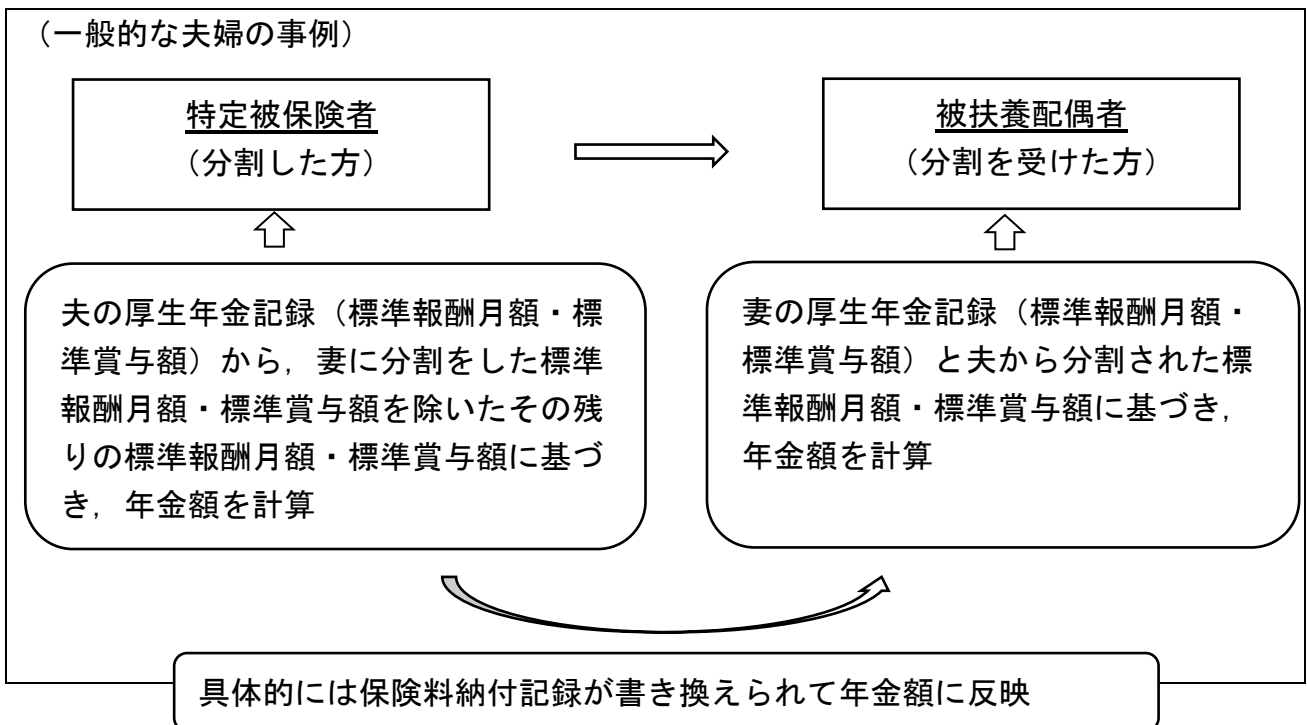 （一般的な夫婦の事例）
特定被保険者
（分割した方）
被扶養配偶者
（分割を受けた方）
夫の厚生年金記録（標準報酬月額・標
準賞与額）から，妻に分割をした標準
報酬月額・標準賞与額を除いたその残
りの標準報酬月額・標準賞与額に基づ
き，年金額を計算
妻の厚生年金記録（標準報酬月額・
標準賞与額）と夫から分割された標
準報酬月額・標準賞与額に基づき，
年金額を計算
具体的には保険料納付記録が書き換えられて年金額に反映